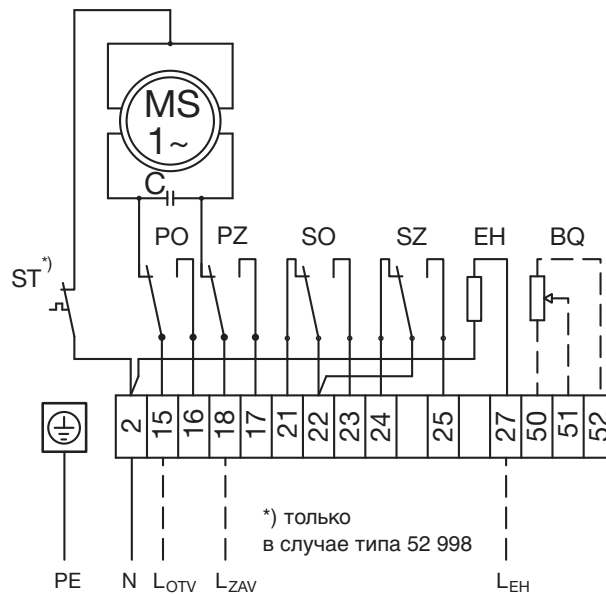 MS
1~
C
PO PZ SO SZ EH BQ
ST*)
2 15 16 18 17 21 22 23 24 25 27 50 51 52
*) только
в случае типа 52 998
PE N LOTV LZAV LEH